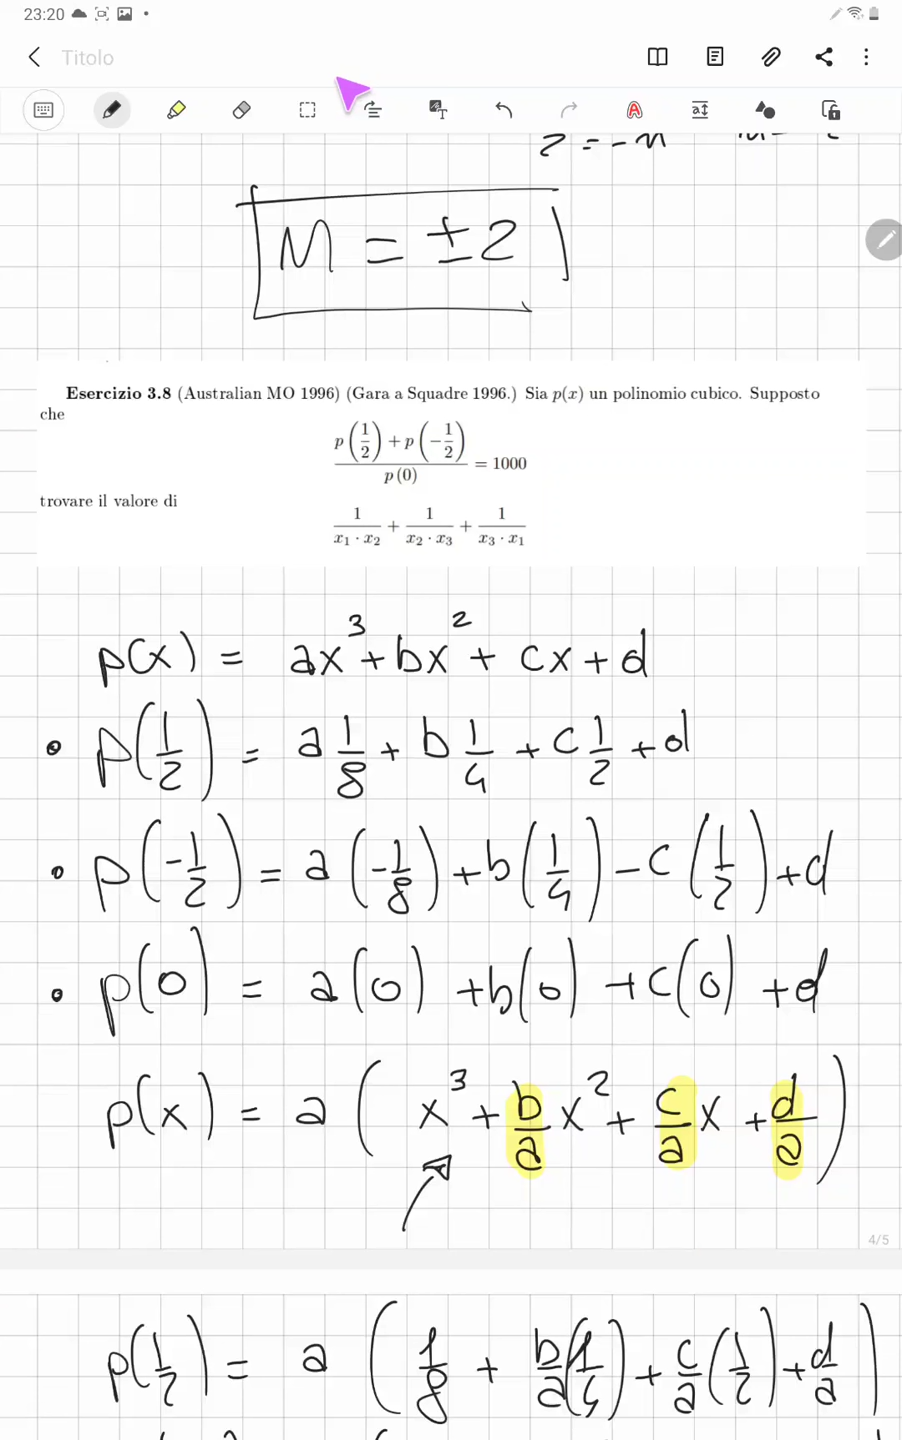 23:20
Titolo
2 = -M
M = ±2
Esercizio 3.8 (Australian MO 1996) (Gara a Squadre 1996.) Sia p(x) un polinomio cubico. Supposto
che
(p(1/2) + p(-1/2)) / p(0) = 1000
trovare il valore di
1/(x₁ · x₂) + 1/(x₂ · x₃) + 1/(x₃ · x₁)
p(x) = ax³ + bx² + cx + d
• p(1/2) = a 1/8 + b 1/4 + c 1/2 + d
• p(-1/2) = a(-1/8) + b(1/4) - c(1/2) + d
• p(0) = a(0) + b(0) + c(0) + d
p(x) = a(x³ + b/a x² + c/a x + d/a)
4/5
p(1/2) = a(1/8 + b/a(1/4) + c/a(1/2) + d/a)